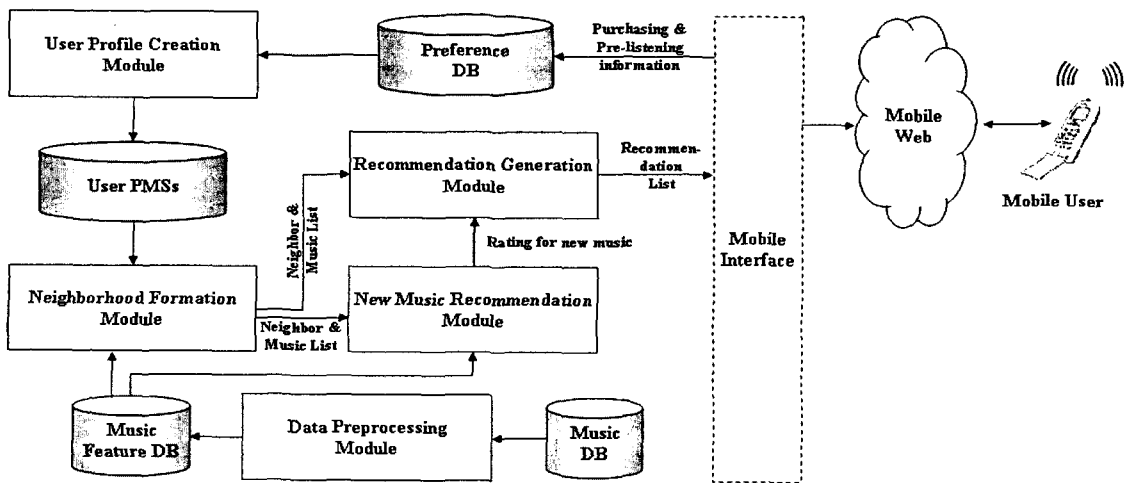 User Profile Creation
Module
Preference
DB
Purchasing &
Pre-listening
information
User PMSs
Recommendation Generation
Module
Recommen-
dation
List
Mobile
Web
Mobile User
Neighbor &
Music List
Rating for new music
Mobile
Interface
Neighborhood Formation
Module
Neighbor &
Music List
New Music Recommendation
Module
Music
Feature DB
Data Preprocessing
Module
Music
DB